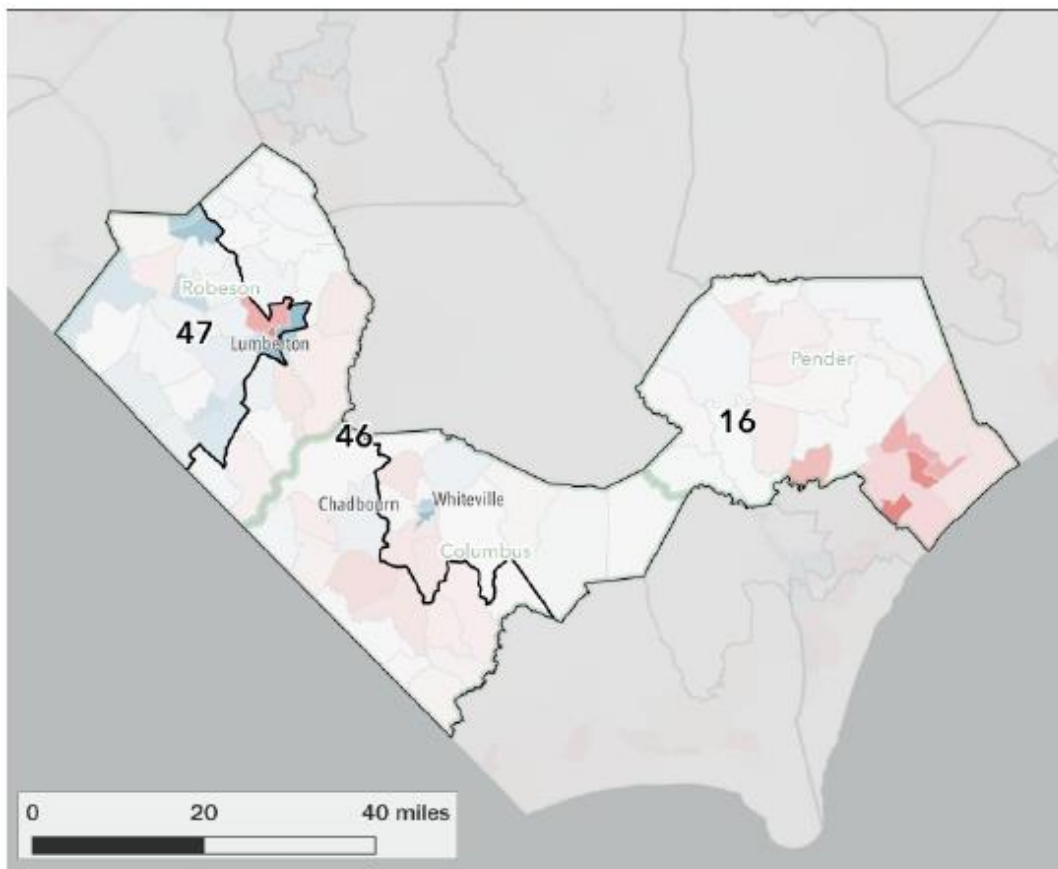 Robeson
47
Lumberton
Pender
16
46
Chadbourn
Whiteville
Columbus
0 20 40 miles